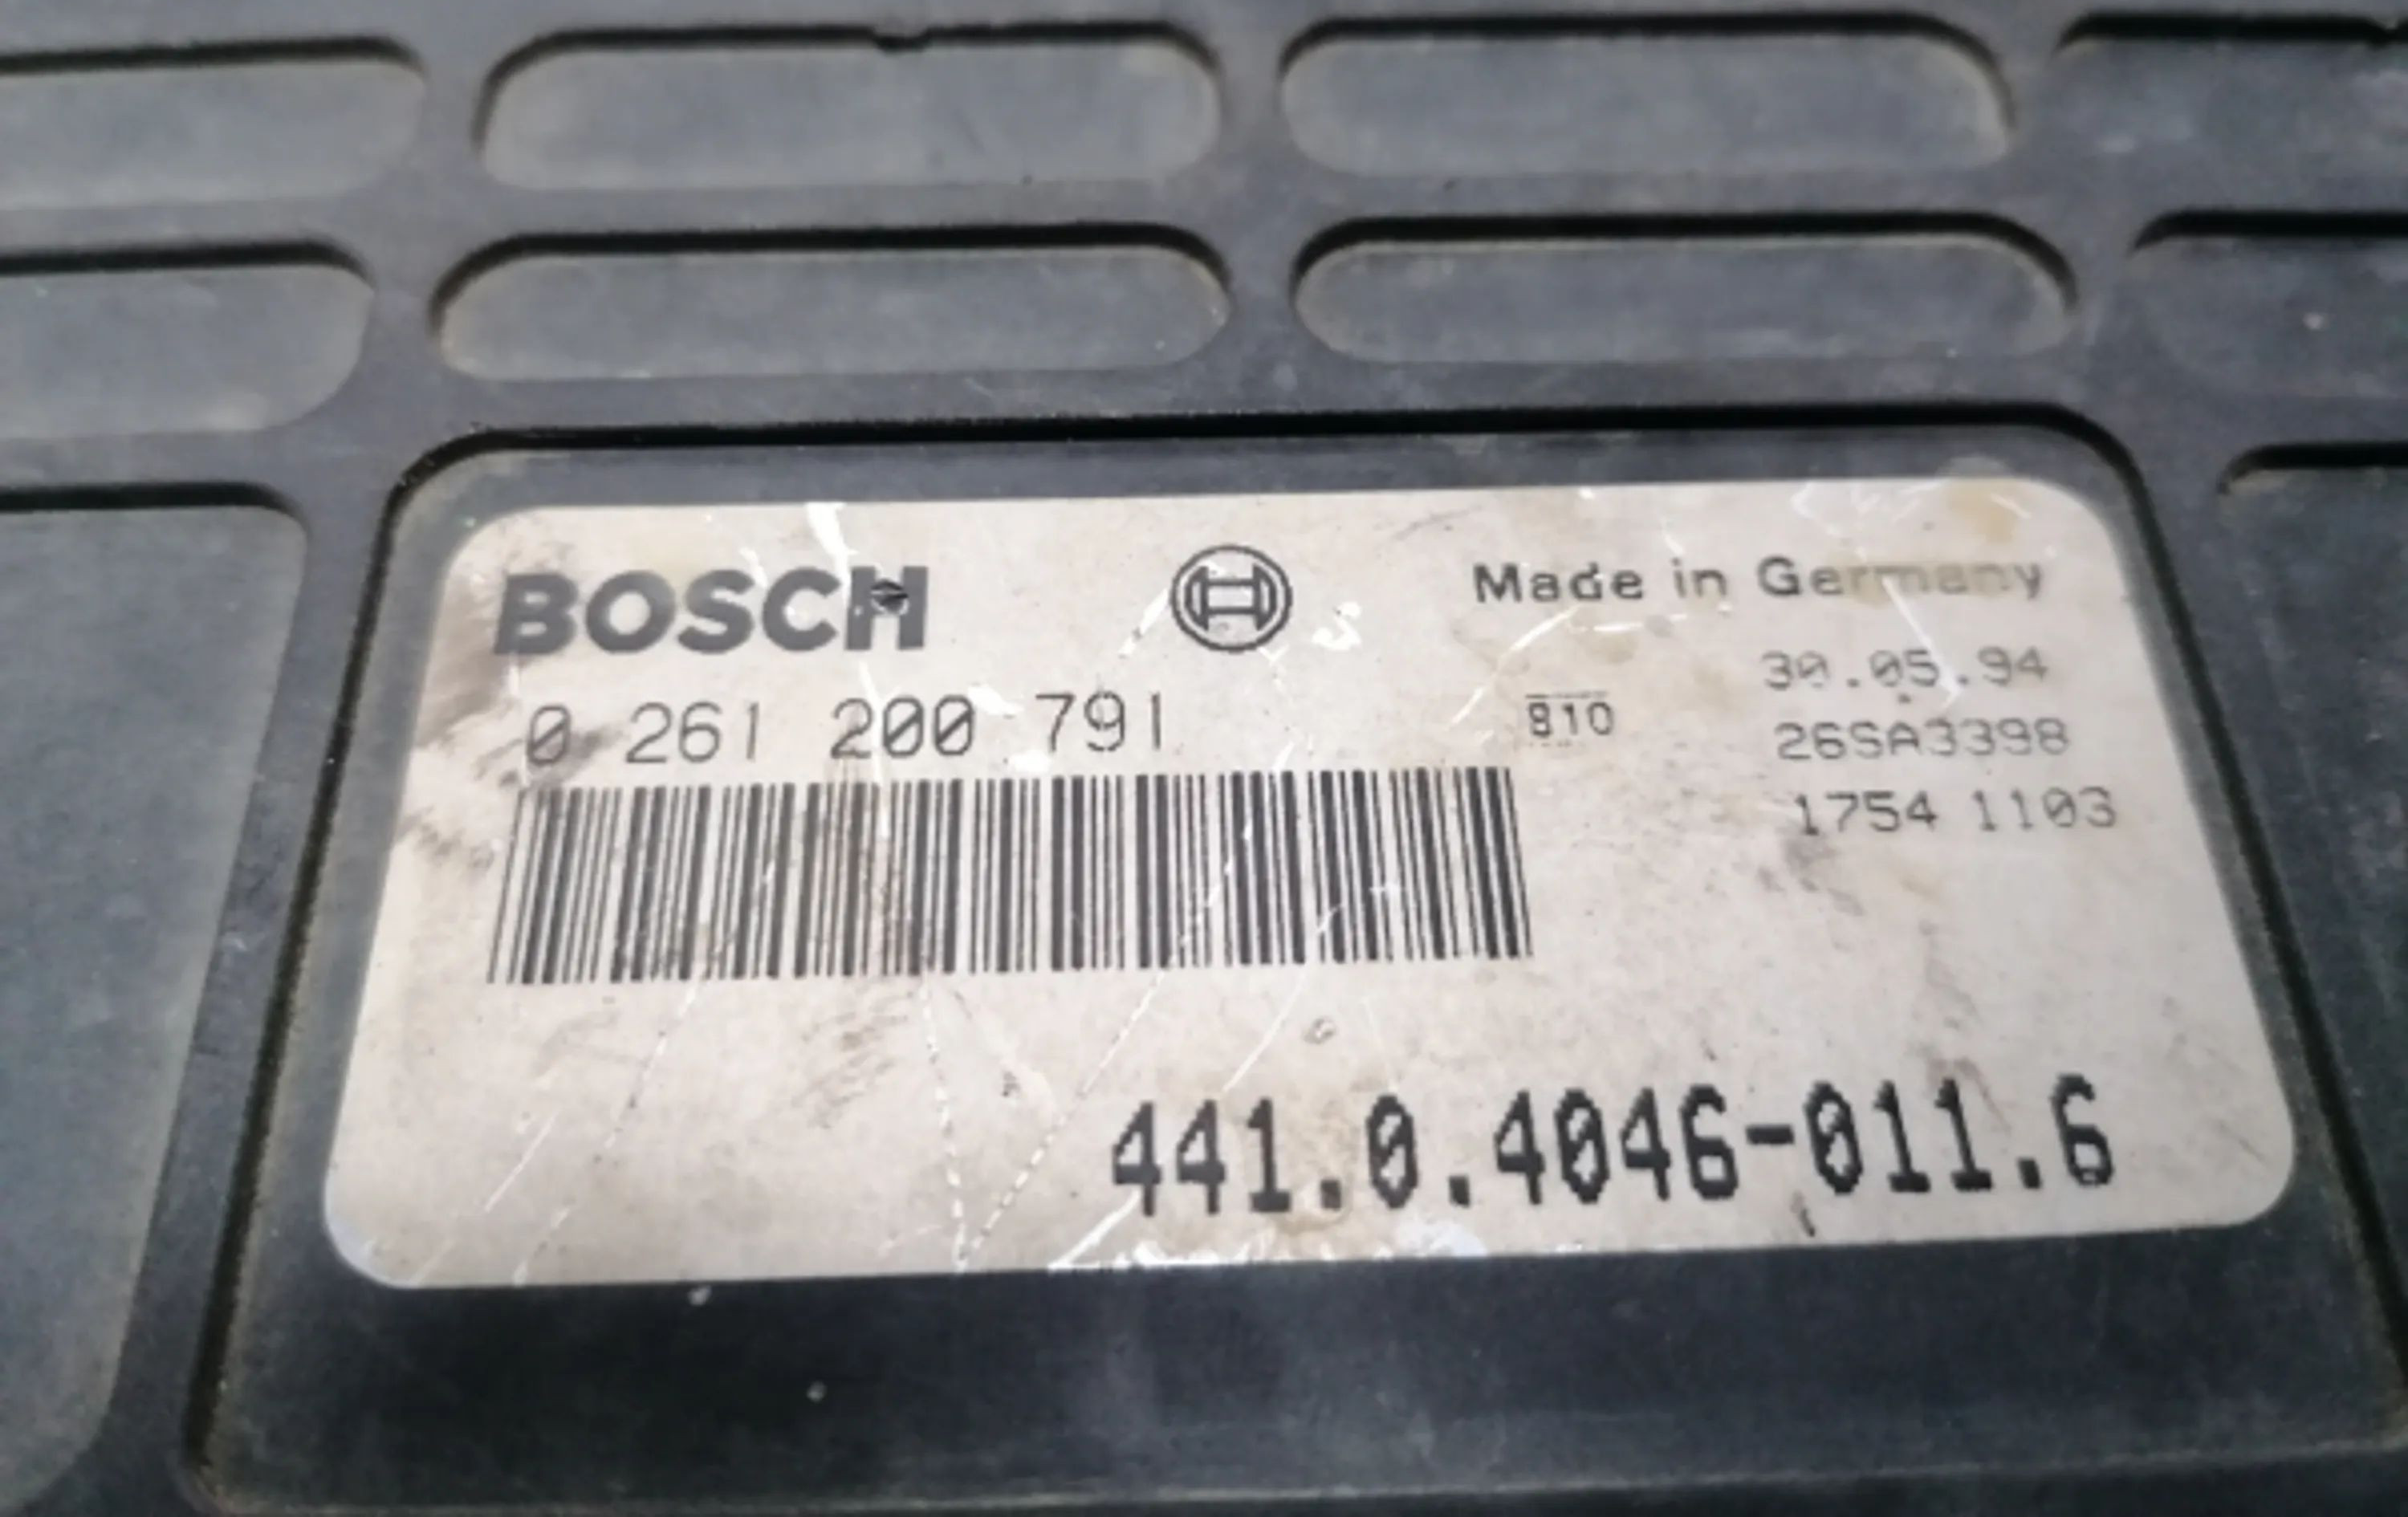 BOSCH
Made in Germany
0 261 200 791
810
30.05.94
26SA3398
1754 1103
441.0.4046-011.6